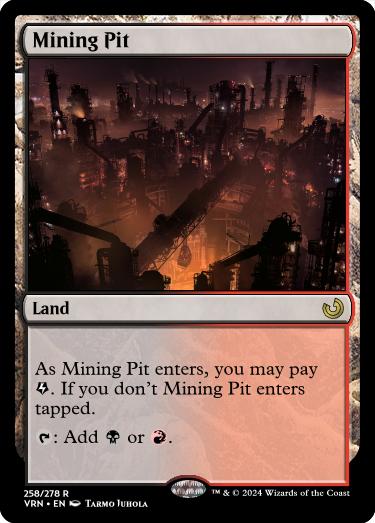 Mining Pit
Land
As Mining Pit enters, you may pay
. If you don't Mining Pit enters
tapped.
: Add or .
258/278 R
VRN • EN Tarmo Juhola
™ & © 2024 Wizards of the Coast